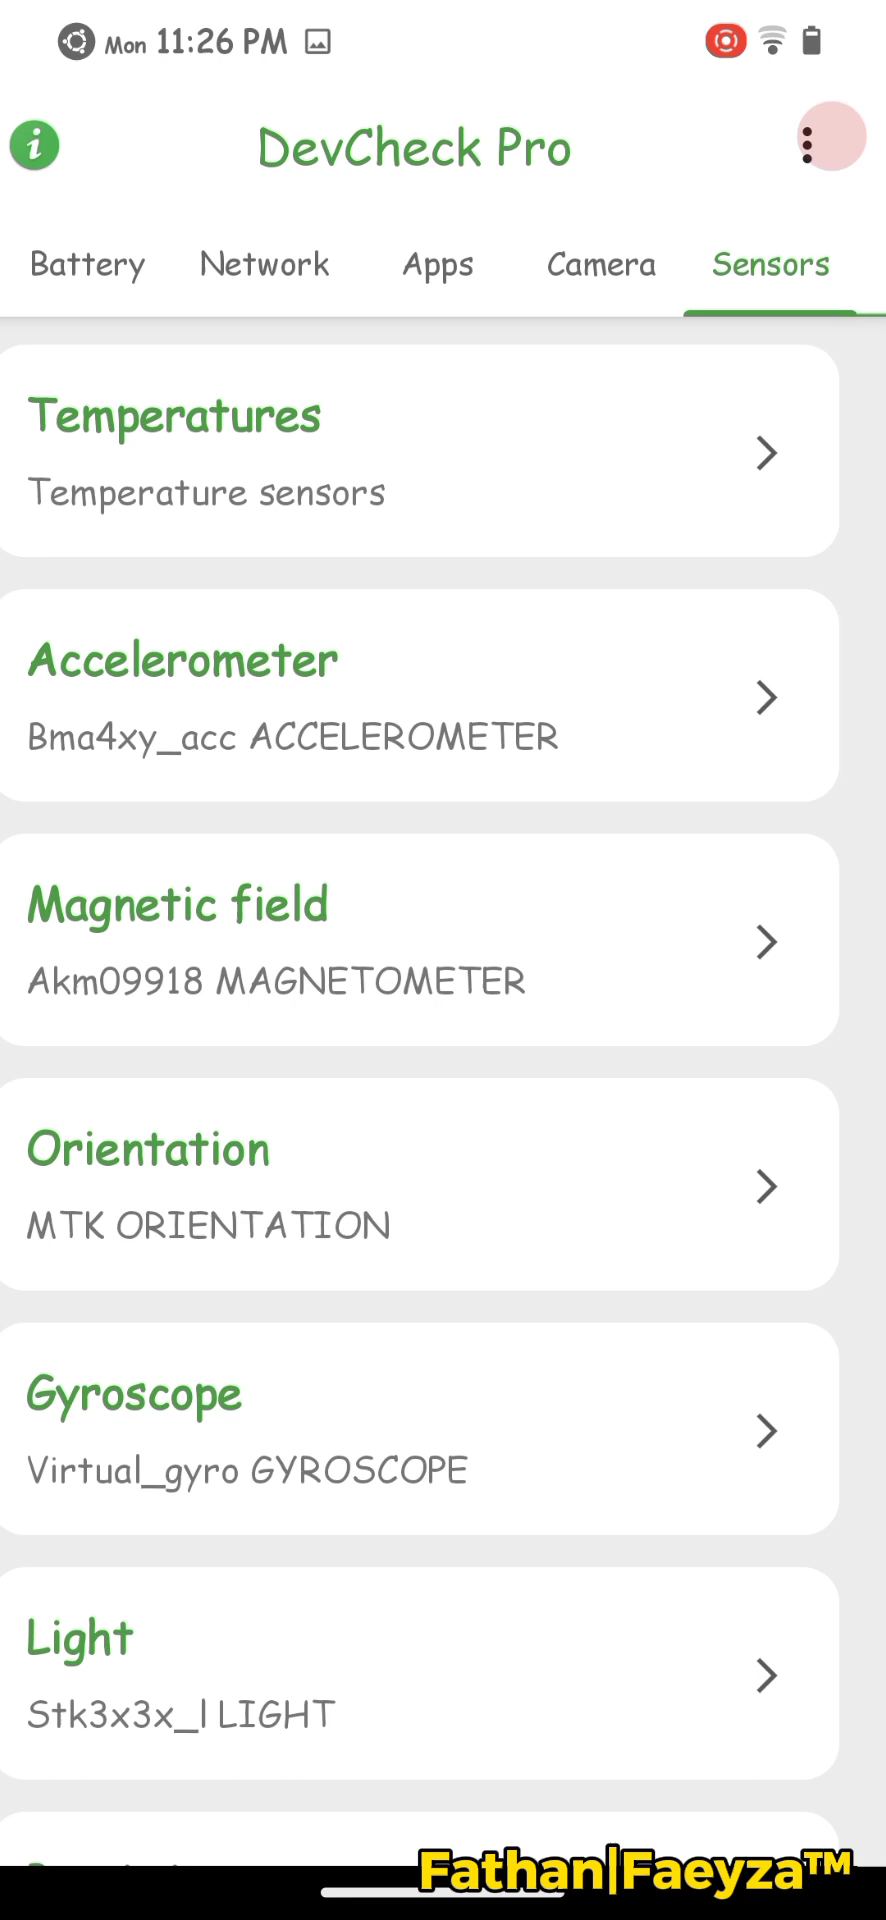 Mon 11:26 PM
DevCheck Pro
Battery Network Apps Camera Sensors
Temperatures
Temperature sensors
Accelerometer
Bma4xy_acc ACCELEROMETER
Magnetic field
Akm09918 MAGNETOMETER
Orientation
MTK ORIENTATION
Gyroscope
Virtual_gyro GYROSCOPE
Light
Stk3x3x_l LIGHT
Fathan|Faeyza™